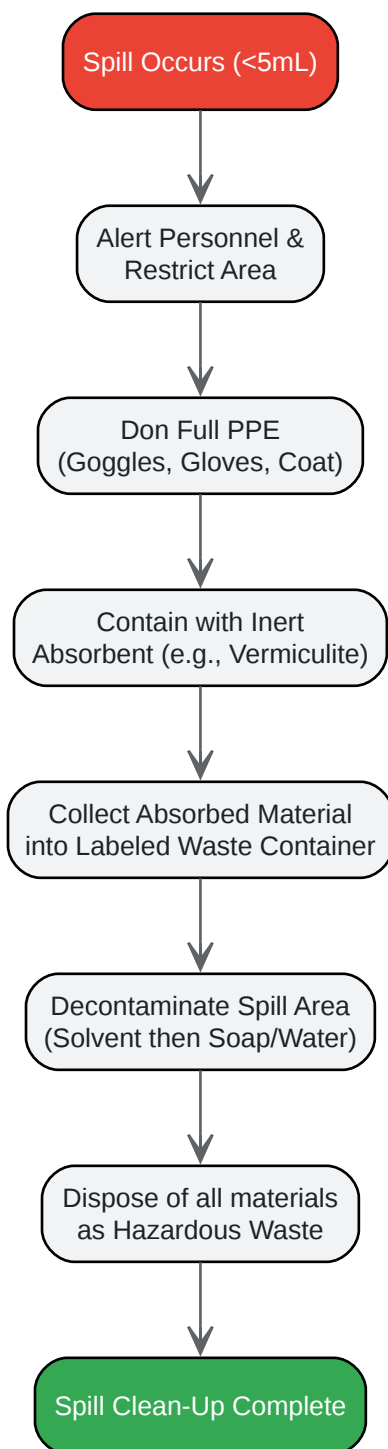 Spill Occurs (<5mL)
Alert Personnel &
Restrict Area
Don Full PPE
(Goggles, Gloves, Coat)
Contain with Inert
Absorbent (e.g., Vermiculite)
Collect Absorbed Material
into Labeled Waste Container
Decontaminate Spill Area
(Solvent then Soap/Water)
Dispose of all materials
as Hazardous Waste
Spill Clean-Up Complete